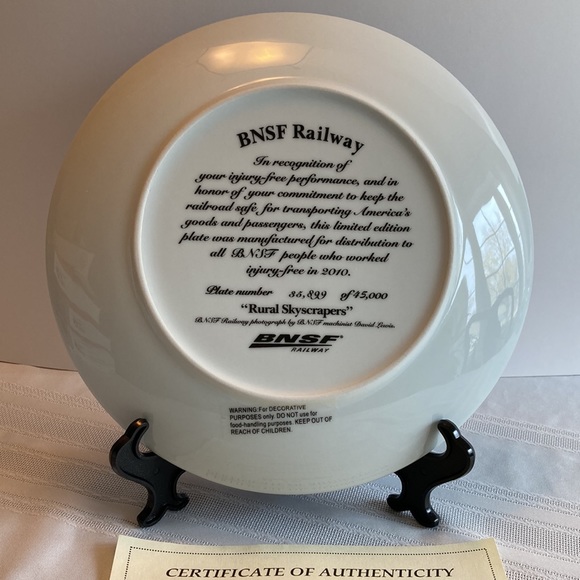 BNSF Railway
In recognition of
your injury-free performance, and in
honor of your commitment to keep the
railroad safe for transporting America's
goods and passengers, this limited edition
plate was manufactured for distribution to
all BNSF people who worked
injury-free in 2010.
Plate number 35,899 of 45,000
"Rural Skyscrapers"
BNSF Railway photograph by BNSF machinist David Lewis.
BNSF
RAILWAY
WARNING: For DECORATIVE
PURPOSES only. DO NOT use for
food-handling purposes. KEEP OUT OF
REACH OF CHILDREN.
CERTIFICATE OF AUTHENTICITY